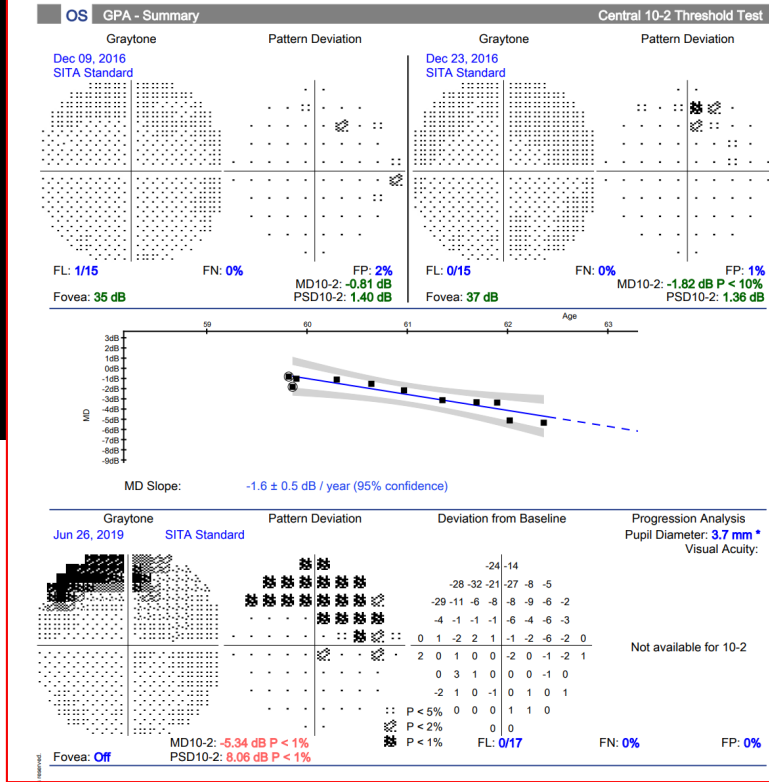 OS GPA - Summary Central 10-2 Threshold Test
Graytone Pattern Deviation Graytone Pattern Deviation
Dec 09, 2016 Dec 23, 2016
SITA Standard SITA Standard
FL: 1/15 FN: 0% FP: 2% FL: 0/15 FN: 0% FP: 1%
MD10-2: -0.81 dB MD10-2: -1.82 dB P < 10%
Fovea: 35 dB PSD10-2: 1.40 dB Fovea: 37 dB PSD10-2: 1.36 dB
Age
59 60 61 62 63
3dB
2dB
1dB
0dB
-1dB
-2dB
-3dB
-4dB
-5dB
-6dB
-7dB
-8dB
-9dB
MD
MD Slope: -1.6 ± 0.5 dB / year (95% confidence)
Graytone Pattern Deviation Deviation from Baseline Progression Analysis
Jun 26, 2019 SITA Standard Pupil Diameter: 3.7 mm *
Visual Acuity:
-24 -14
-28 -32 -21 -27 -8 -5
-29 -11 -6 -8 -8 -9 -6 -2
-4 -1 -1 -1 -6 -4 -6 -3
0 1 -2 2 1 -1 -2 -6 -2 0
Not available for 10-2
2 0 1 0 0 -2 0 -1 -2 1
0 3 1 0 0 0 -1 0
-2 1 0 -1 0 1 0 1
P < 5% 0 0 0 1 1 0
P < 2% 0 0
P < 1% FL: 0/17 FN: 0% FP: 0%
MD10-2: -5.34 dB P < 1%
Fovea: Off PSD10-2: 8.06 dB P < 1%
reserved.